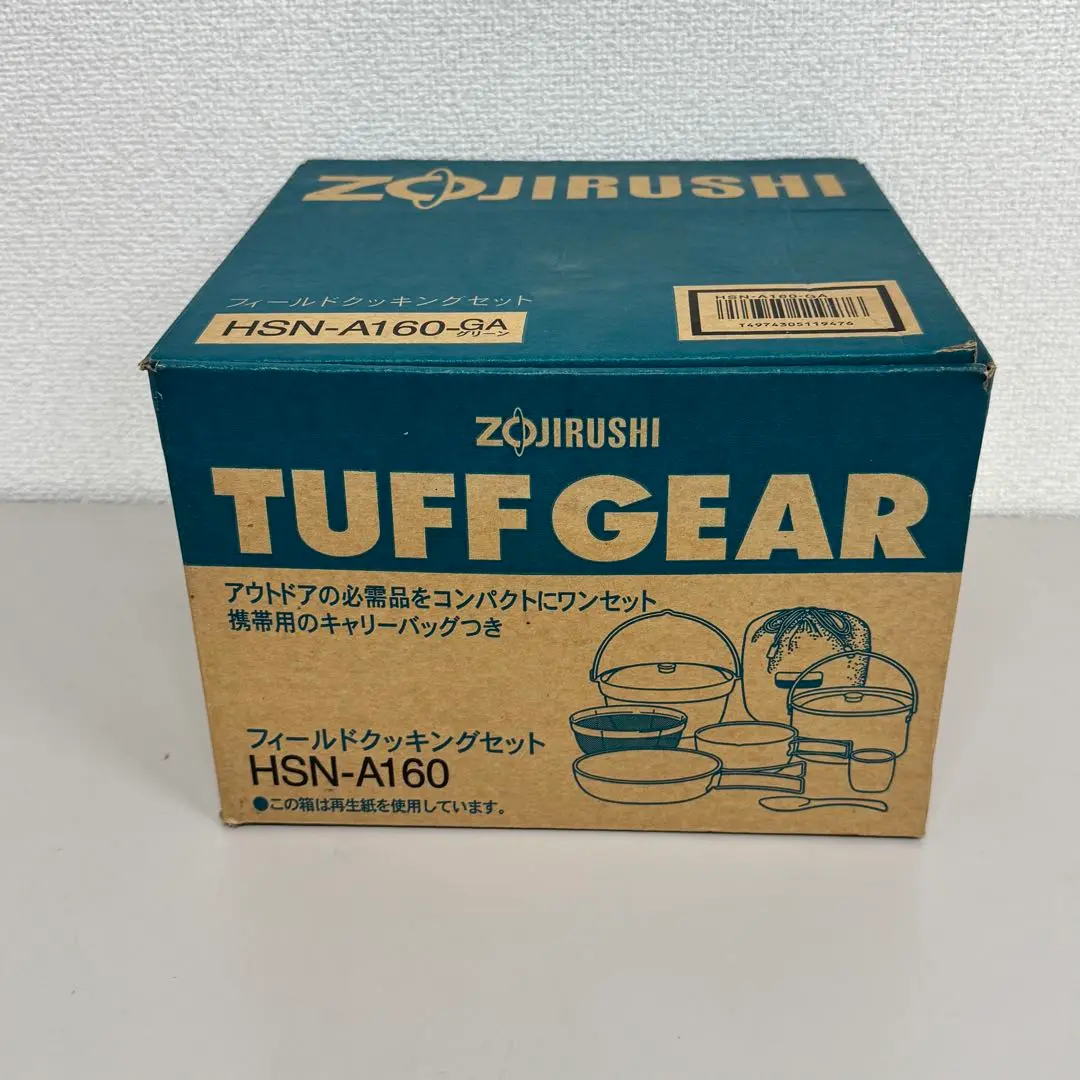 ZOJIRUSHI
フィールドクッキングセット
HSN-A160-GA
グリーン
HSN-A160-GA
T4974305119476
ZOJIRUSHI
TUFF GEAR
アウトドアの必需品をコンパクトにワンセット
携帯用のキャリーバッグつき
フィールドクッキングセット
HSN-A160
●この箱は再生紙を使用しています。